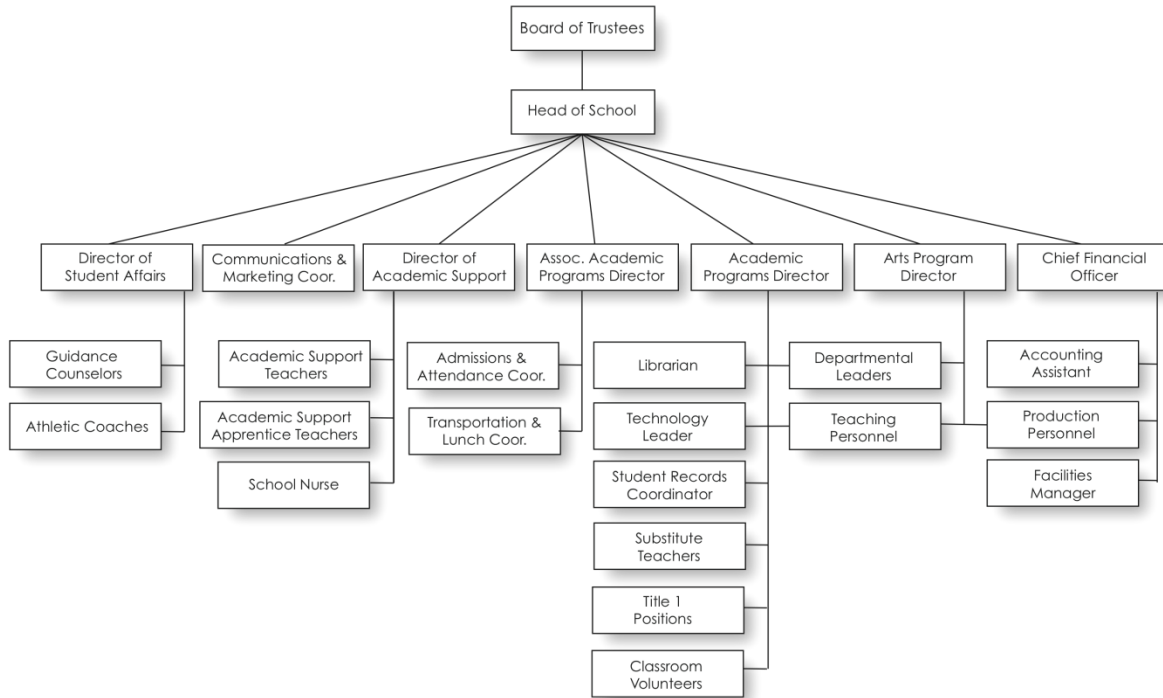 Board of Trustees
Head of School
Director of
Student Affairs
Communications &
Marketing Coor.
Director of
Academic Support
Assoc. Academic
Programs Director
Academic
Programs Director
Arts Program
Director
Chief Financial
Officer
Guidance
Counselors
Athletic Coaches
Academic Support
Teachers
Academic Support
Apprentice Teachers
School Nurse
Admissions &
Attendance Coor.
Transportation &
Lunch Coor.
Librarian
Technology
Leader
Student Records
Coordinator
Substitute
Teachers
Title 1
Positions
Classroom
Volunteers
Departmental
Leaders
Teaching
Personnel
Accounting
Assistant
Production
Personnel
Facilities
Manager